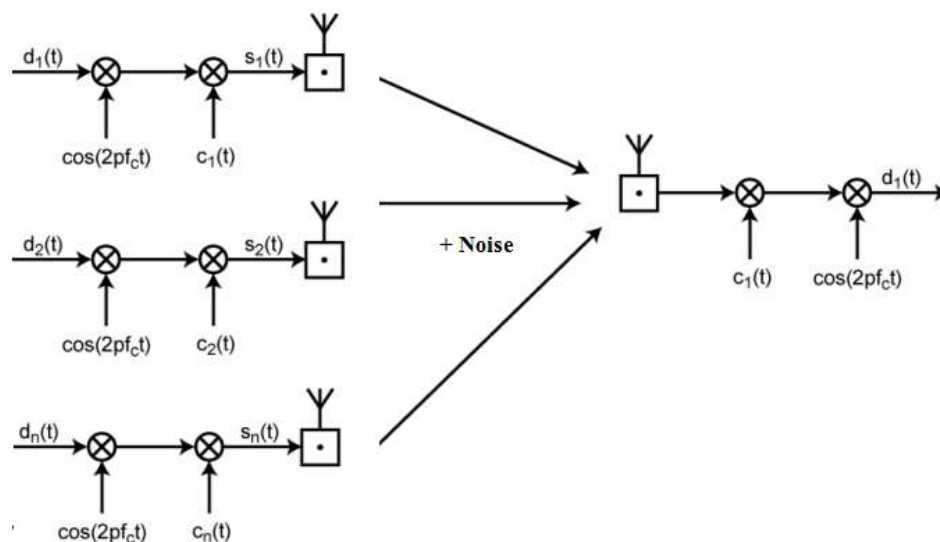 d1(t)
s1(t)
cos(2pfct)
c1(t)
d2(t)
s2(t)
cos(2pfct)
c2(t)
dn(t)
sn(t)
cos(2pfct)
cn(t)
+ Noise
d1(t)
c1(t)
cos(2pfct)